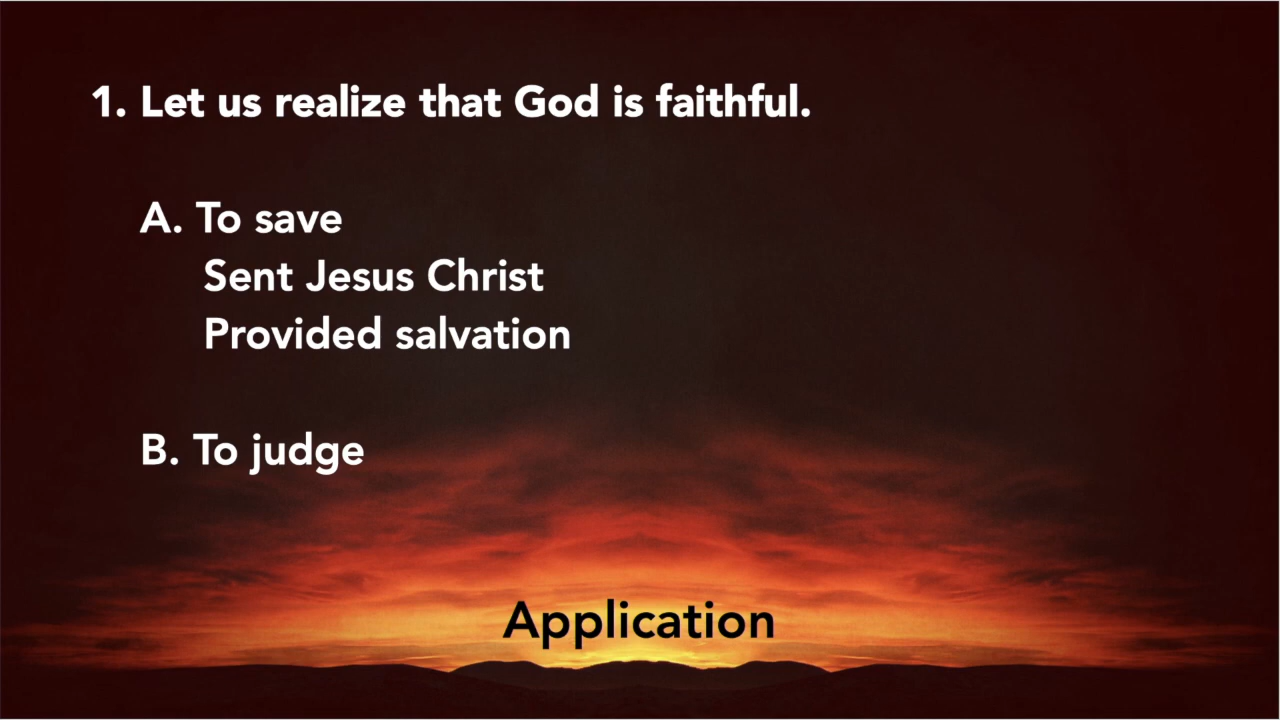 1. Let us realize that God is faithful.
A. To save
Sent Jesus Christ
Provided salvation
B. To judge
Application